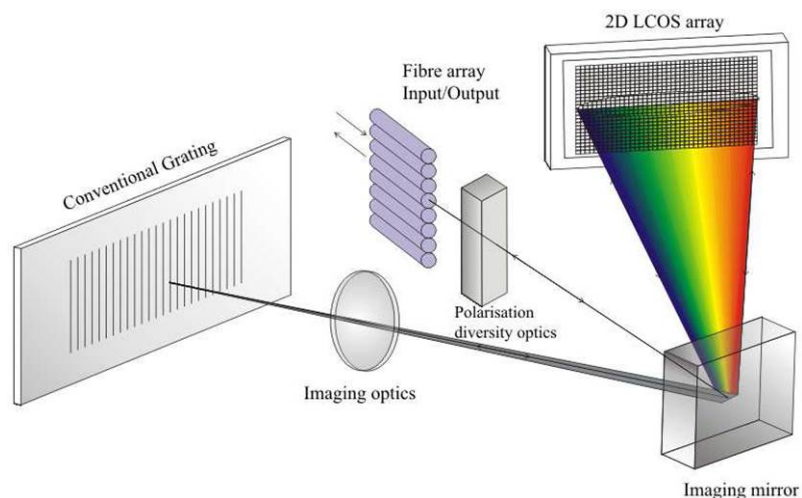 2D LCOS array
Fibre array
Input/Output
Conventional Grating
Polarisation
diversity optics
Imaging optics
Imaging mirror